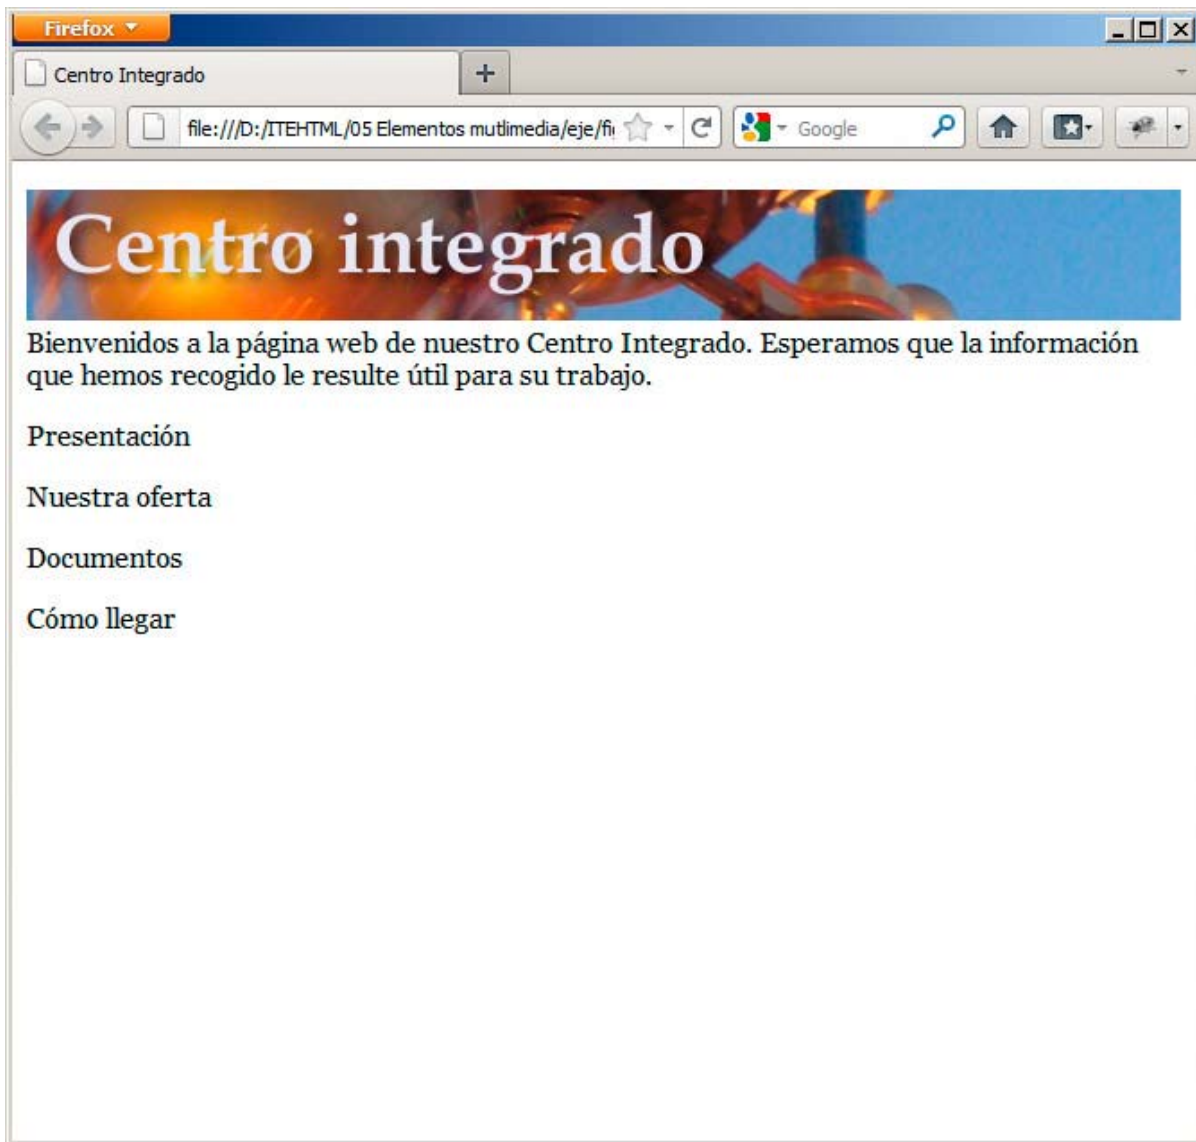 Firefox
Centro Integrado
file:///D:/ITEHTML/05 Elementos mutlimedia/eje/fi
Google
Centro integrado
Bienvenidos a la página web de nuestro Centro Integrado. Esperamos que la información
que hemos recogido le resulte útil para su trabajo.
Presentación
Nuestra oferta
Documentos
Cómo llegar